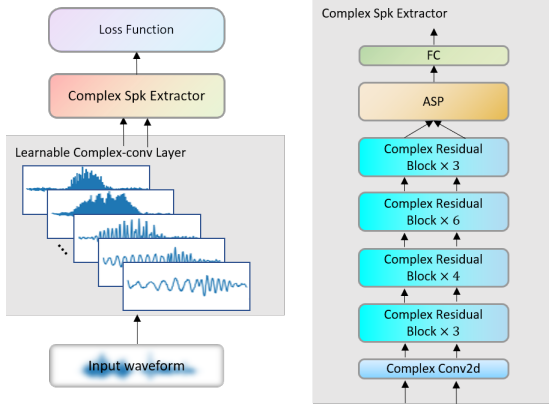 Loss Function
Complex Spk Extractor
Learnable Complex-conv Layer
Input waveform
Complex Spk Extractor
FC
ASP
Complex Residual
Block × 3
Complex Residual
Block × 6
Complex Residual
Block × 4
Complex Residual
Block × 3
Complex Conv2d